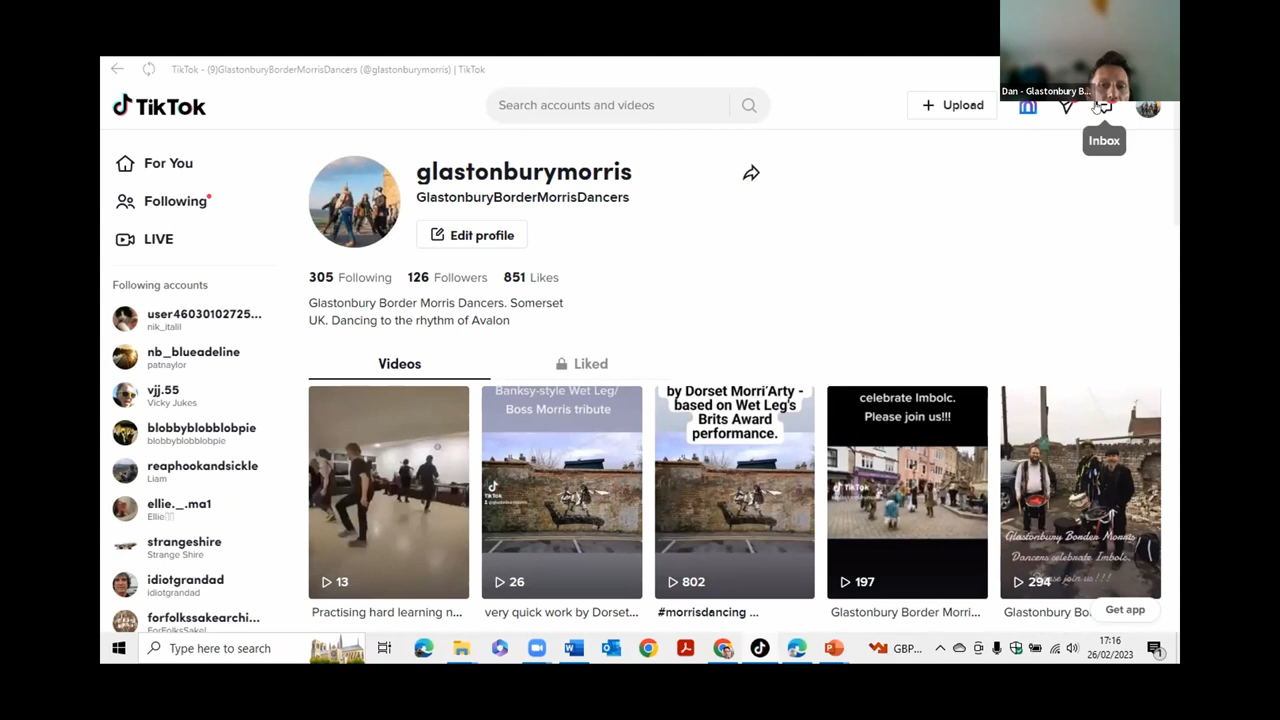 TikTok - (9)GlastonburyBorderMorrisDancers (@glastonburymorris) | TikTok
Dan - Glastonbury B...
TikTok
Search accounts and videos
+ Upload
Inbox
For You
Following
LIVE
glastonburymorris
GlastonburyBorderMorrisDancers
Edit profile
305 Following 126 Followers 851 Likes
Glastonbury Border Morris Dancers. Somerset
UK. Dancing to the rhythm of Avalon
Following accounts
user46030102725...
nik_italil
nb_blueadeline
patnaylor
vjj.55
Vicky Jukes
blobbyblobblobpie
blobbyblobblobpie
reaphookandsickle
Liam
ellie._.ma1
Ellie
strangeshire
Strange Shire
idiotgrandad
idiotgrandad
forfolkssakearchi...
ForFolksSake!
Videos
Liked
13
Practising hard learning n...
Banksy-style Wet Leg/
Boss Morris tribute
TikTok
26
very quick work by Dorset...
by Dorset Morri'Arty -
based on Wet Leg's
Brits Award
performance.
802
#morrisdancing ...
celebrate Imbolc.
Please join us!!!
TikTok
197
Glastonbury Border Morri...
Glastonbury Border Morris
Dancers celebrate Imbolc.
Please join us!!!
294
Glastonbury Bo
Get app
Type here to search
GBP...
17:16
26/02/2023
1